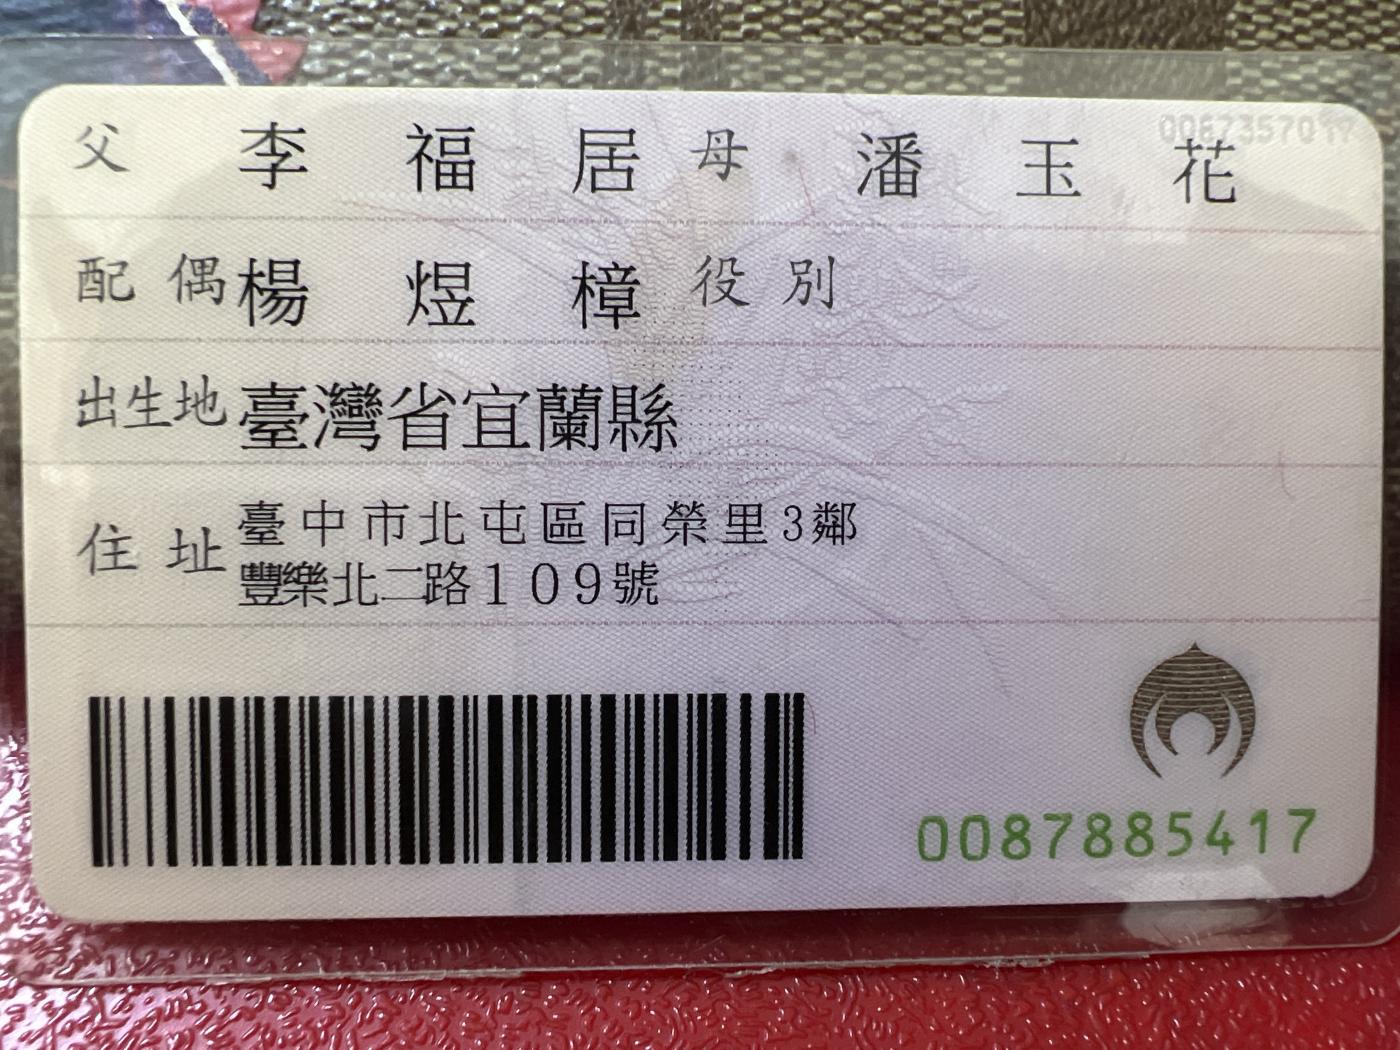 父 李福居 母 潘玉花
配偶 楊煜樟 役別
出生地 臺灣省宜蘭縣
住址 臺中市北屯區同榮里3鄰
豐樂北二路109號
0087885417